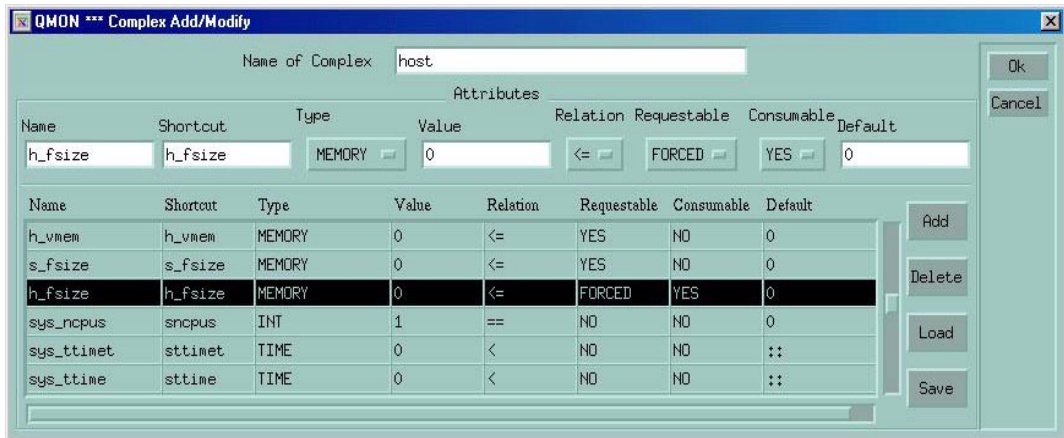 QMON *** Complex Add/Modify
Name of Complex host
Ok
Cancel
Attributes
Name Shortcut Type Value Relation Requestable Consumable Default
h_fsize h_fsize MEMORY 0 <= FORCED YES 0
Name Shortcut Type Value Relation Requestable Consumable Default
h_vmem h_vmem MEMORY 0 <= YES NO 0
s_fsize s_fsize MEMORY 0 <= YES NO 0
h_fsize h_fsize MEMORY 0 <= FORCED YES 0
sys_ncpus sncpus INT 1 == NO NO 0
sys_ttimet sttimet TIME 0 < NO NO ::
sys_ttime sttime TIME 0 < NO NO ::
Add
Delete
Load
Save